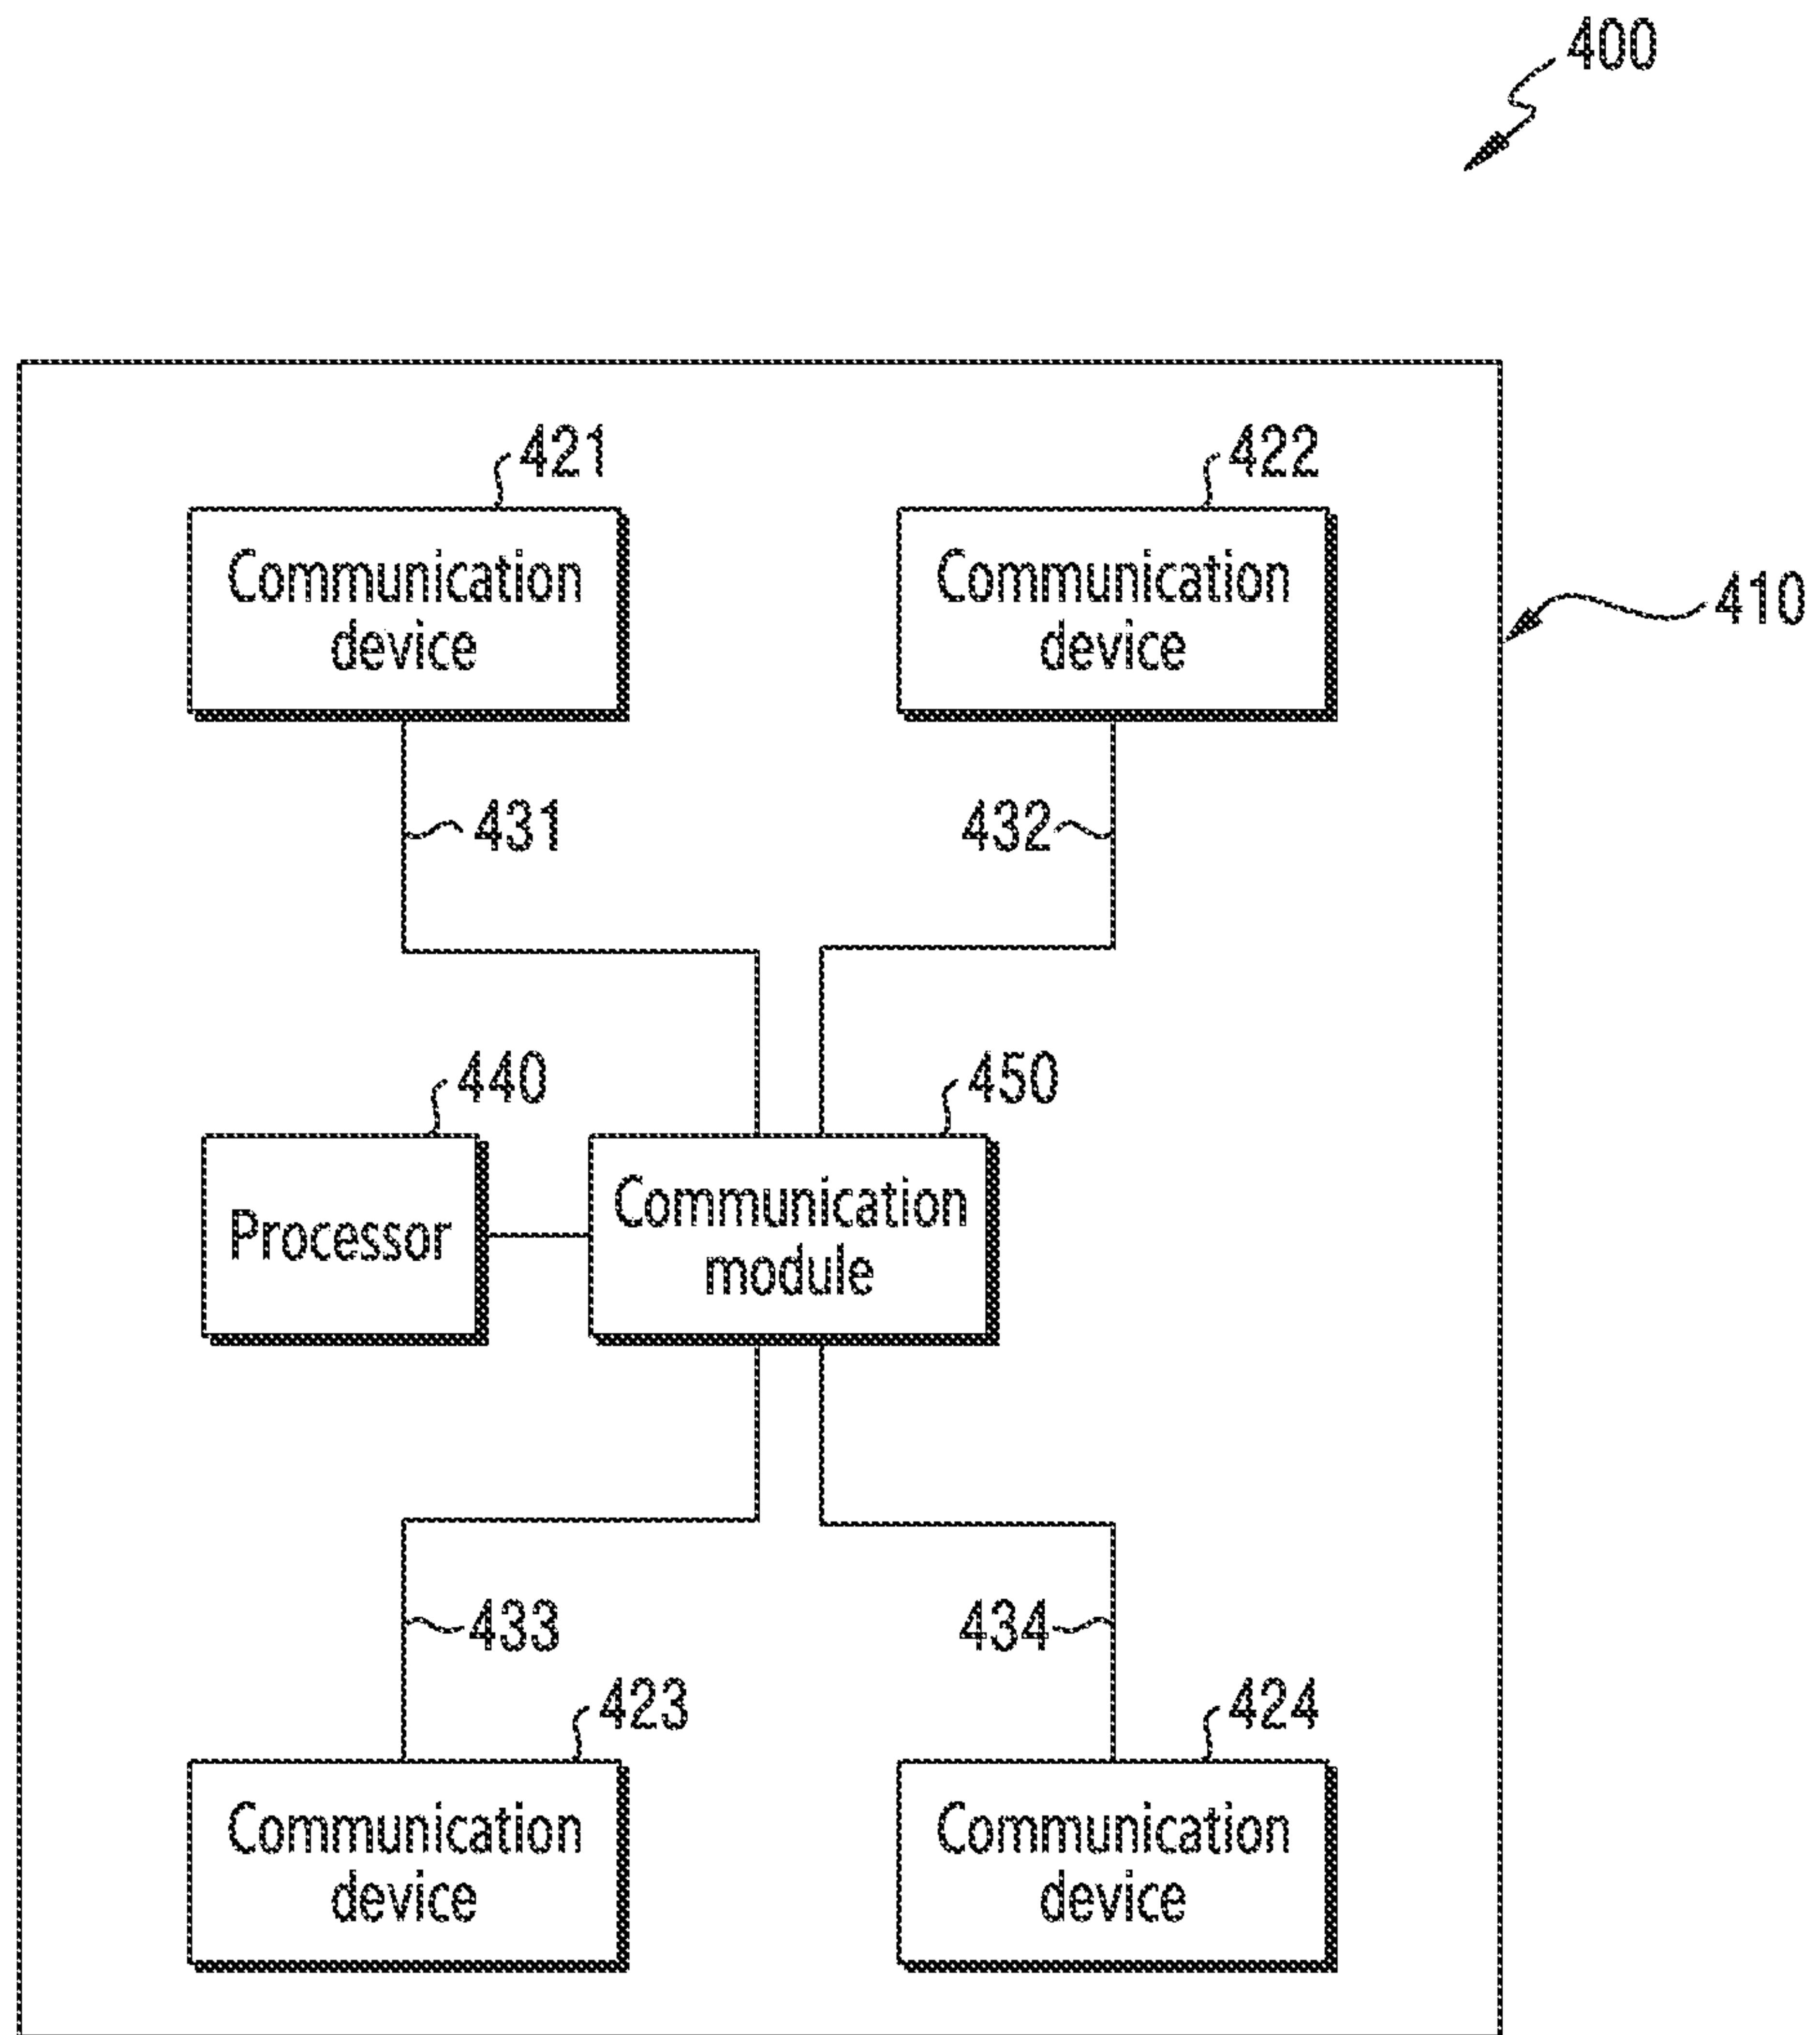 400
421
422
Communication
device
Communication
device
410
431
432
440
450
Processor
Communication
module
433
434
423
424
Communication
device
Communication
device